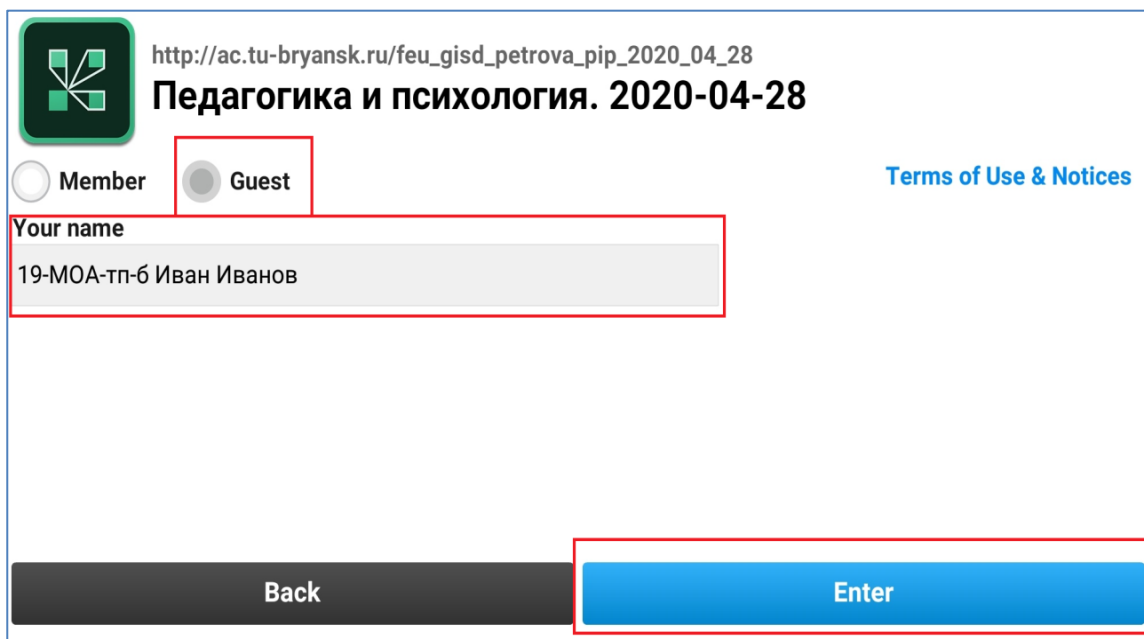 http://ac.tu-bryansk.ru/feu_gisd_petrova_pip_2020_04_28
Педагогика и психология. 2020-04-28
Member Guest Terms of Use & Notices
Your name
19-МОА-тп-б Иван Иванов
Back Enter